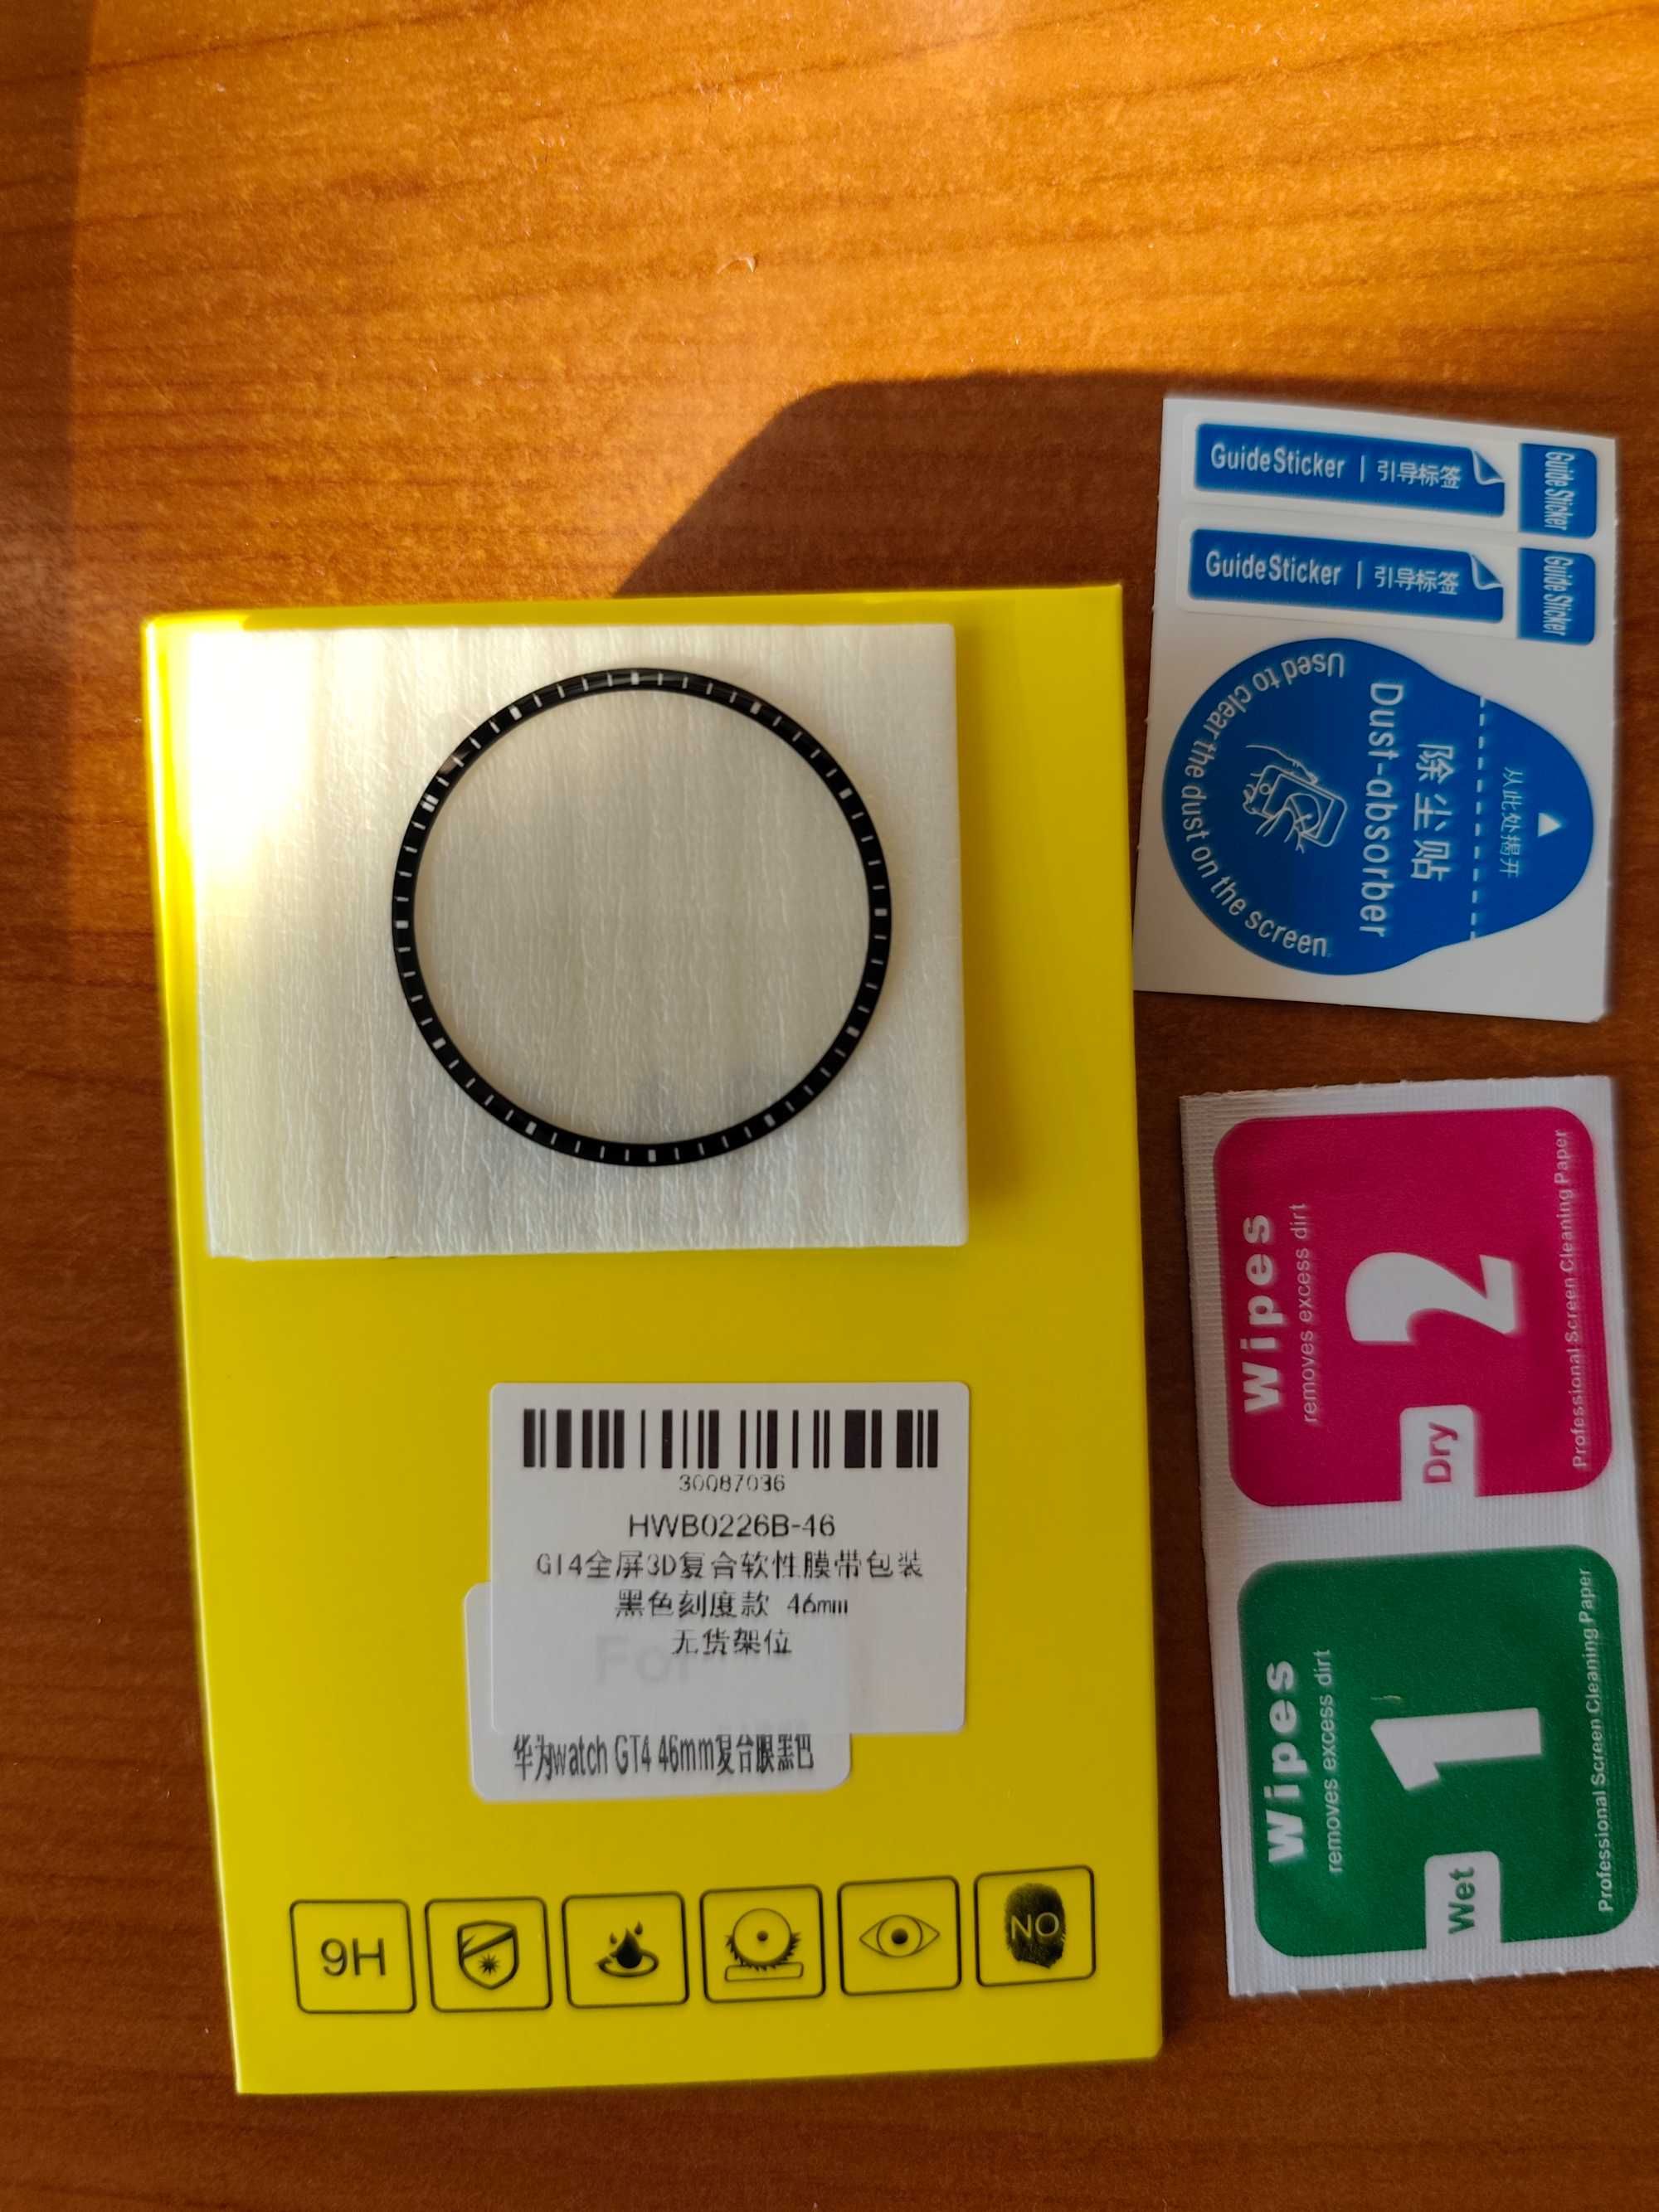 GuideSticker | 引导标签
Guide Sticker
GuideSticker | 引导标签
Guide Sticker
Used to clear the dust on the screen
Dust-absorber
除尘贴
从此处揭开
Wipes
removes excess dirt
2
Dry
Professional Screen Cleaning Paper
Wipes
removes excess dirt
1
Wet
Professional Screen Cleaning Paper
30087036
HWB0226B-46
GT4全屏3D复合软性膜带包装
黑色刻度款 46mm
无货架位
For
华为watch GT4 46mm复合膜黑色
9H
NO